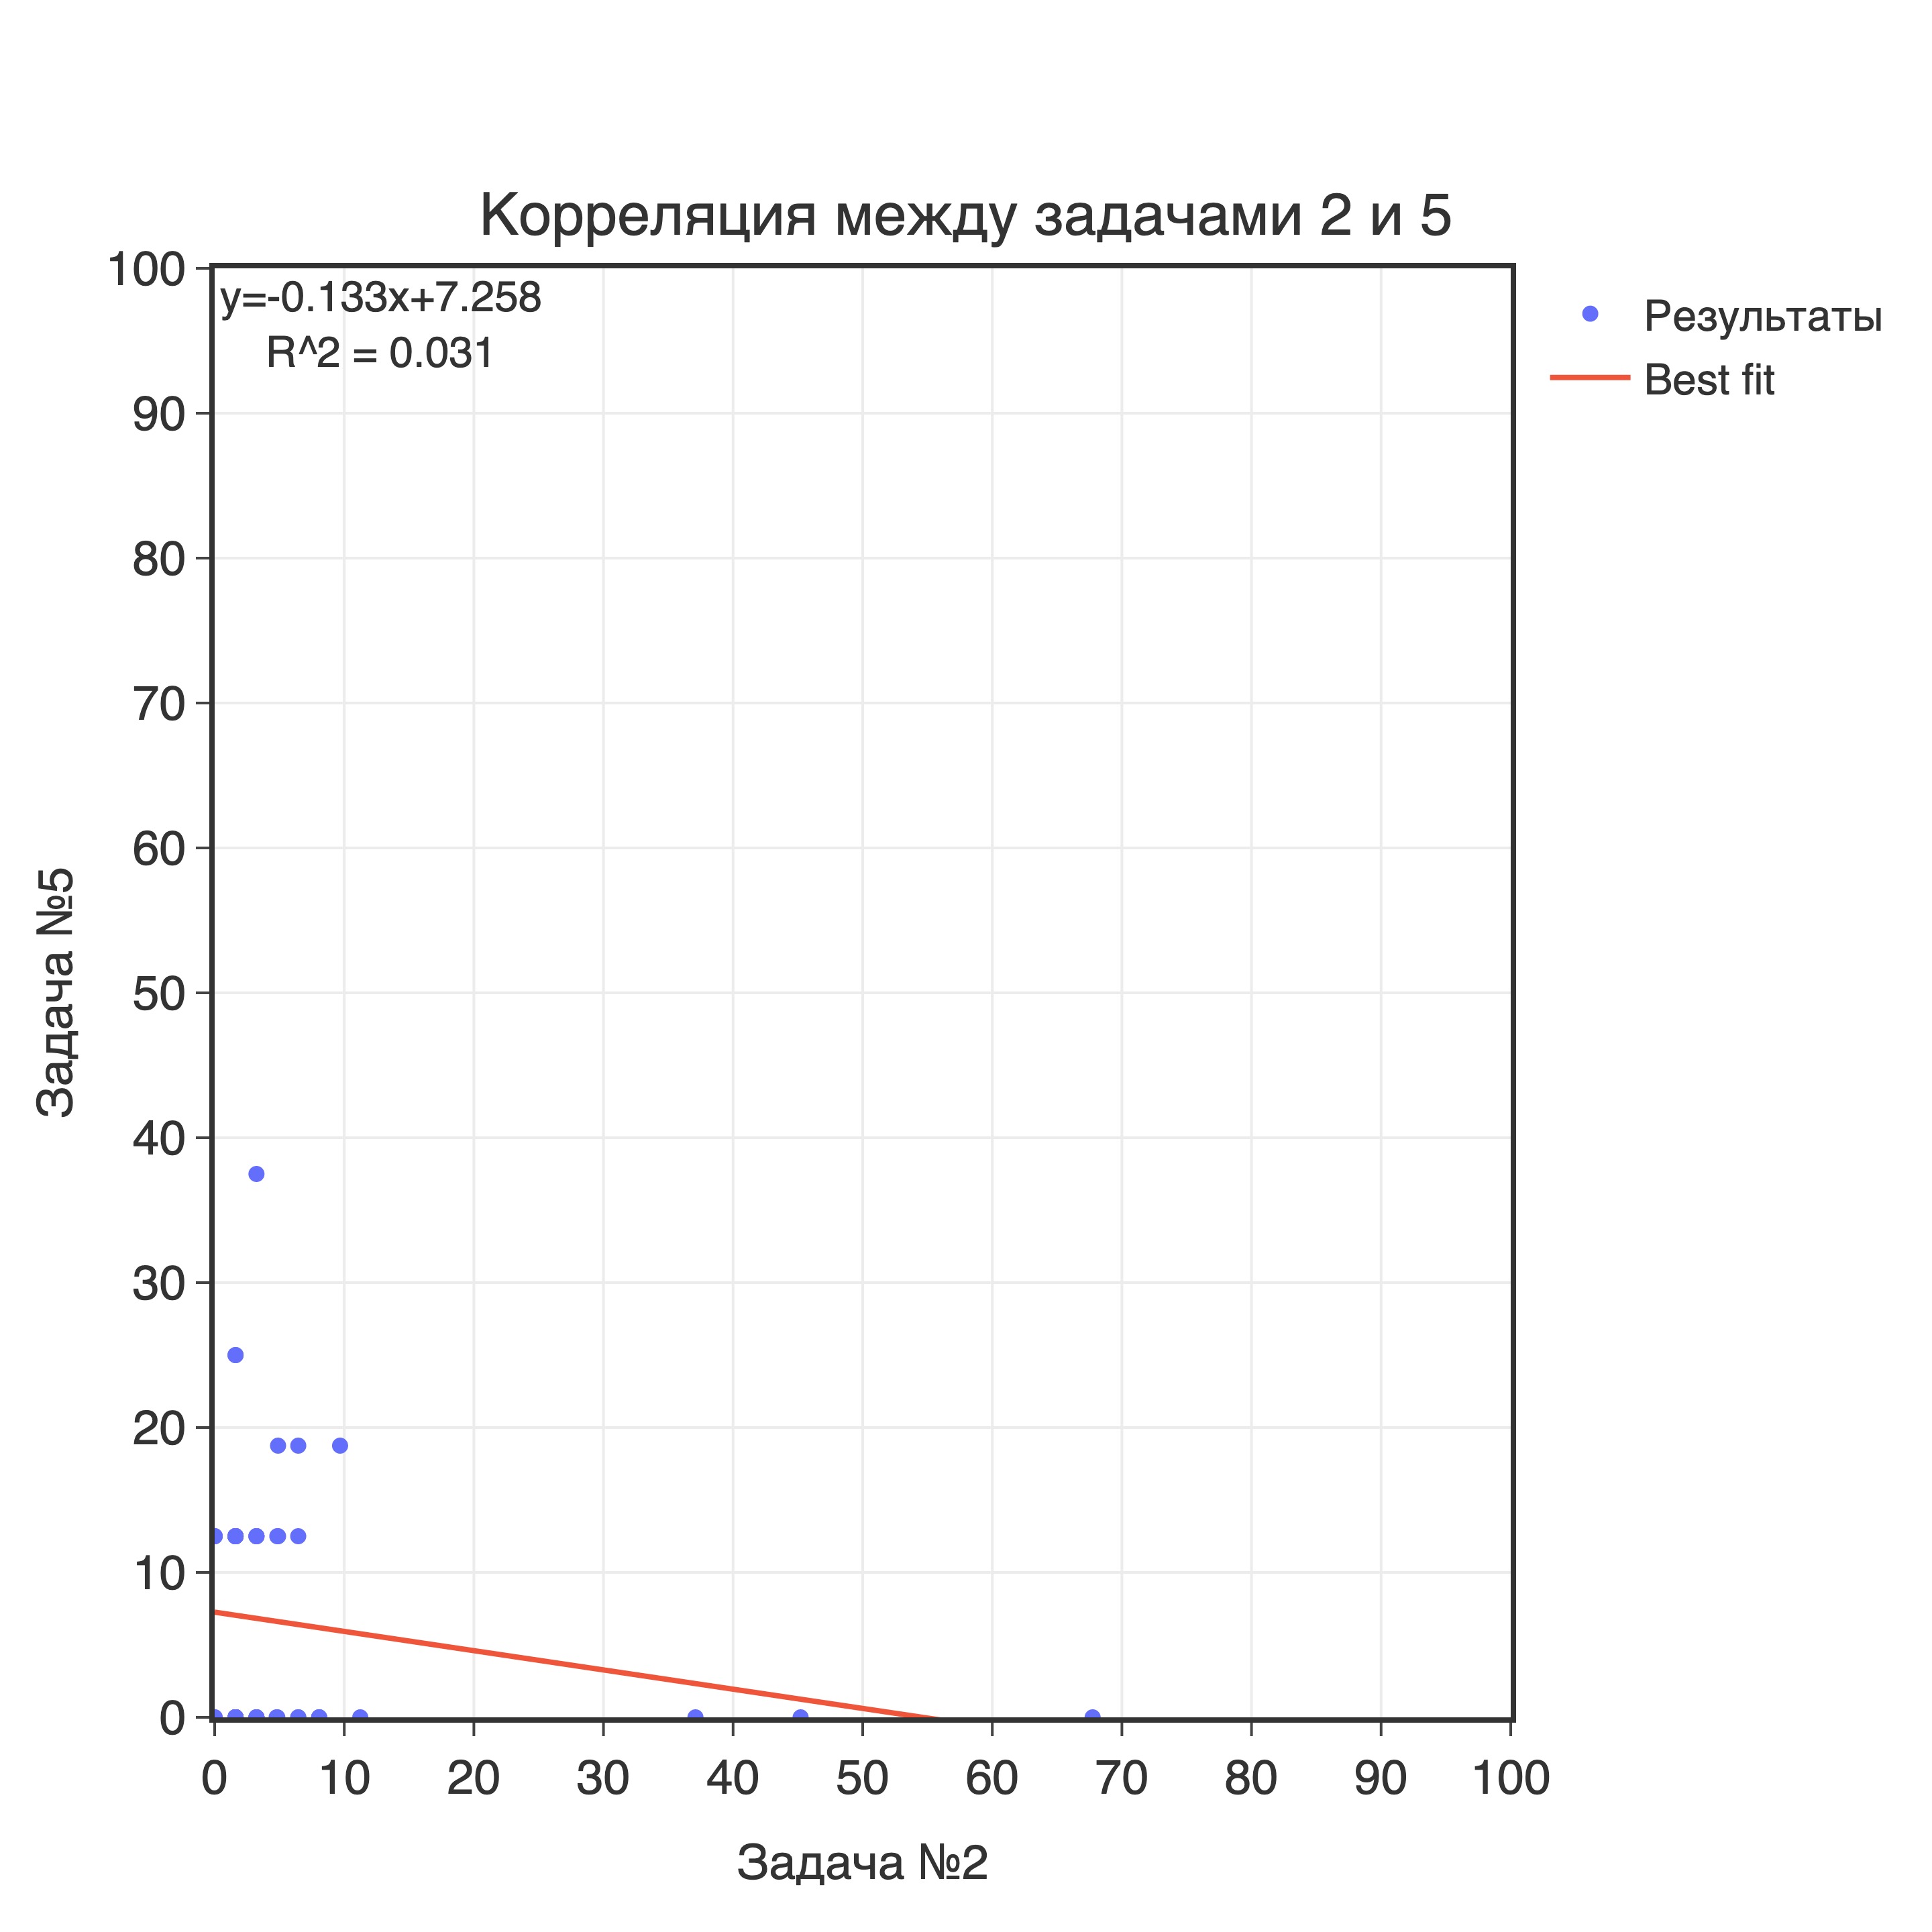 Корреляция между задачами 2 и 5
y=-0.133x+7.258
R^2 = 0.031
Результаты
Best fit
100
90
80
70
60
50
40
30
20
10
0
Задача №5
0 10 20 30 40 50 60 70 80 90 100
Задача №2